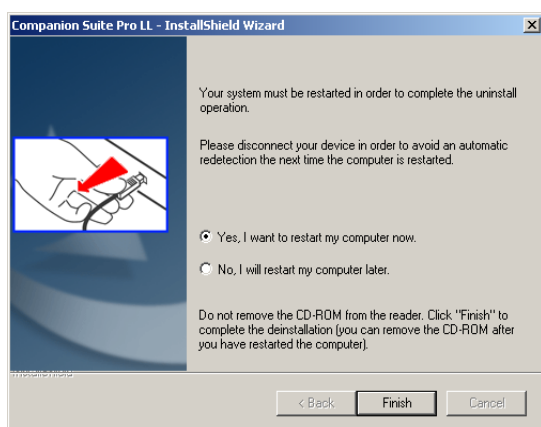 Companion Suite Pro LL - InstallShield Wizard
Your system must be restarted in order to complete the uninstall
operation.
Please disconnect your device in order to avoid an automatic
redetection the next time the computer is restarted.
Yes, I want to restart my computer now.
No, I will restart my computer later.
Do not remove the CD-ROM from the reader. Click "Finish" to
complete the deinstallation (you can remove the CD-ROM after
you have restarted the computer).
InstallShield
< Back Finish Cancel